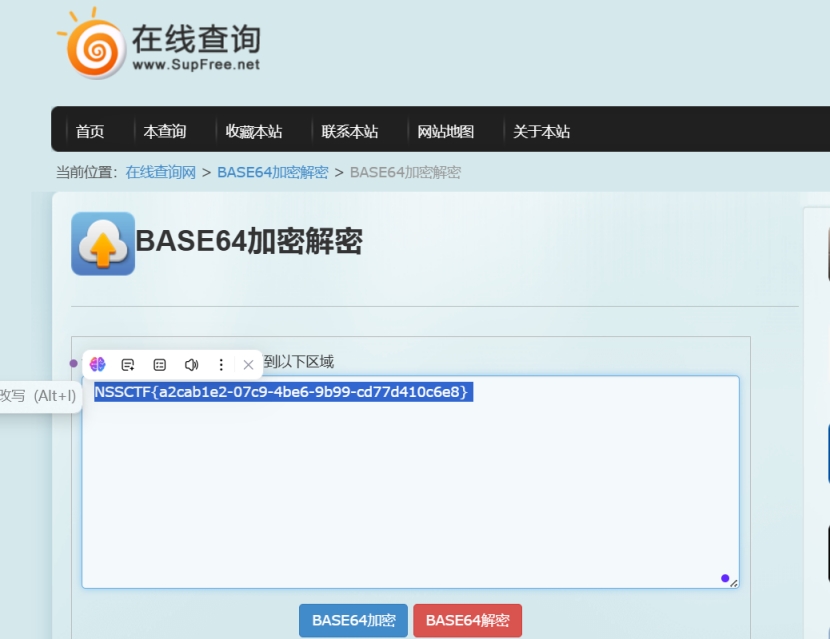 在线查询
www.SupFree.net
首页 本查询 收藏本站 联系本站 网站地图 关于本站
当前位置：在线查询网 > BASE64加密解密 > BASE64加密解密
BASE64加密解密
到以下区域
改写 (Alt+I)
NSSCTF{a2cab1e2-07c9-4be6-9b99-cd77d410c6e8}
BASE64加密 BASE64解密